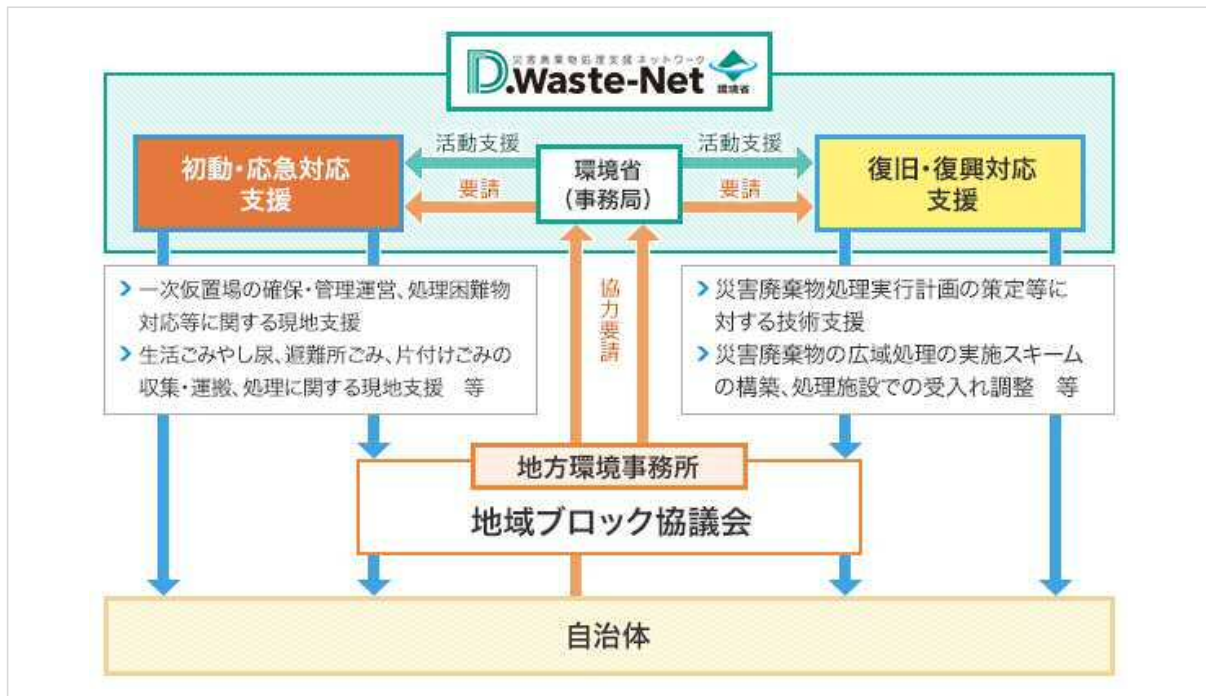 災害廃棄物処理支援ネットワーク
D.Waste-Net
環境省
初動・応急対応
支援
活動支援
要請
環境省
(事務局)
活動支援
要請
復旧・復興対応
支援
一次仮置場の確保・管理運営、処理困難物
対応等に関する現地支援
生活ごみやし尿、避難所ごみ、片付けごみの
収集・運搬、処理に関する現地支援 等
協力要請
災害廃棄物処理実行計画の策定等に
対する技術支援
災害廃棄物の広域処理の実施スキーム
の構築、処理施設での受入れ調整 等
地方環境事務所
地域ブロック協議会
自治体